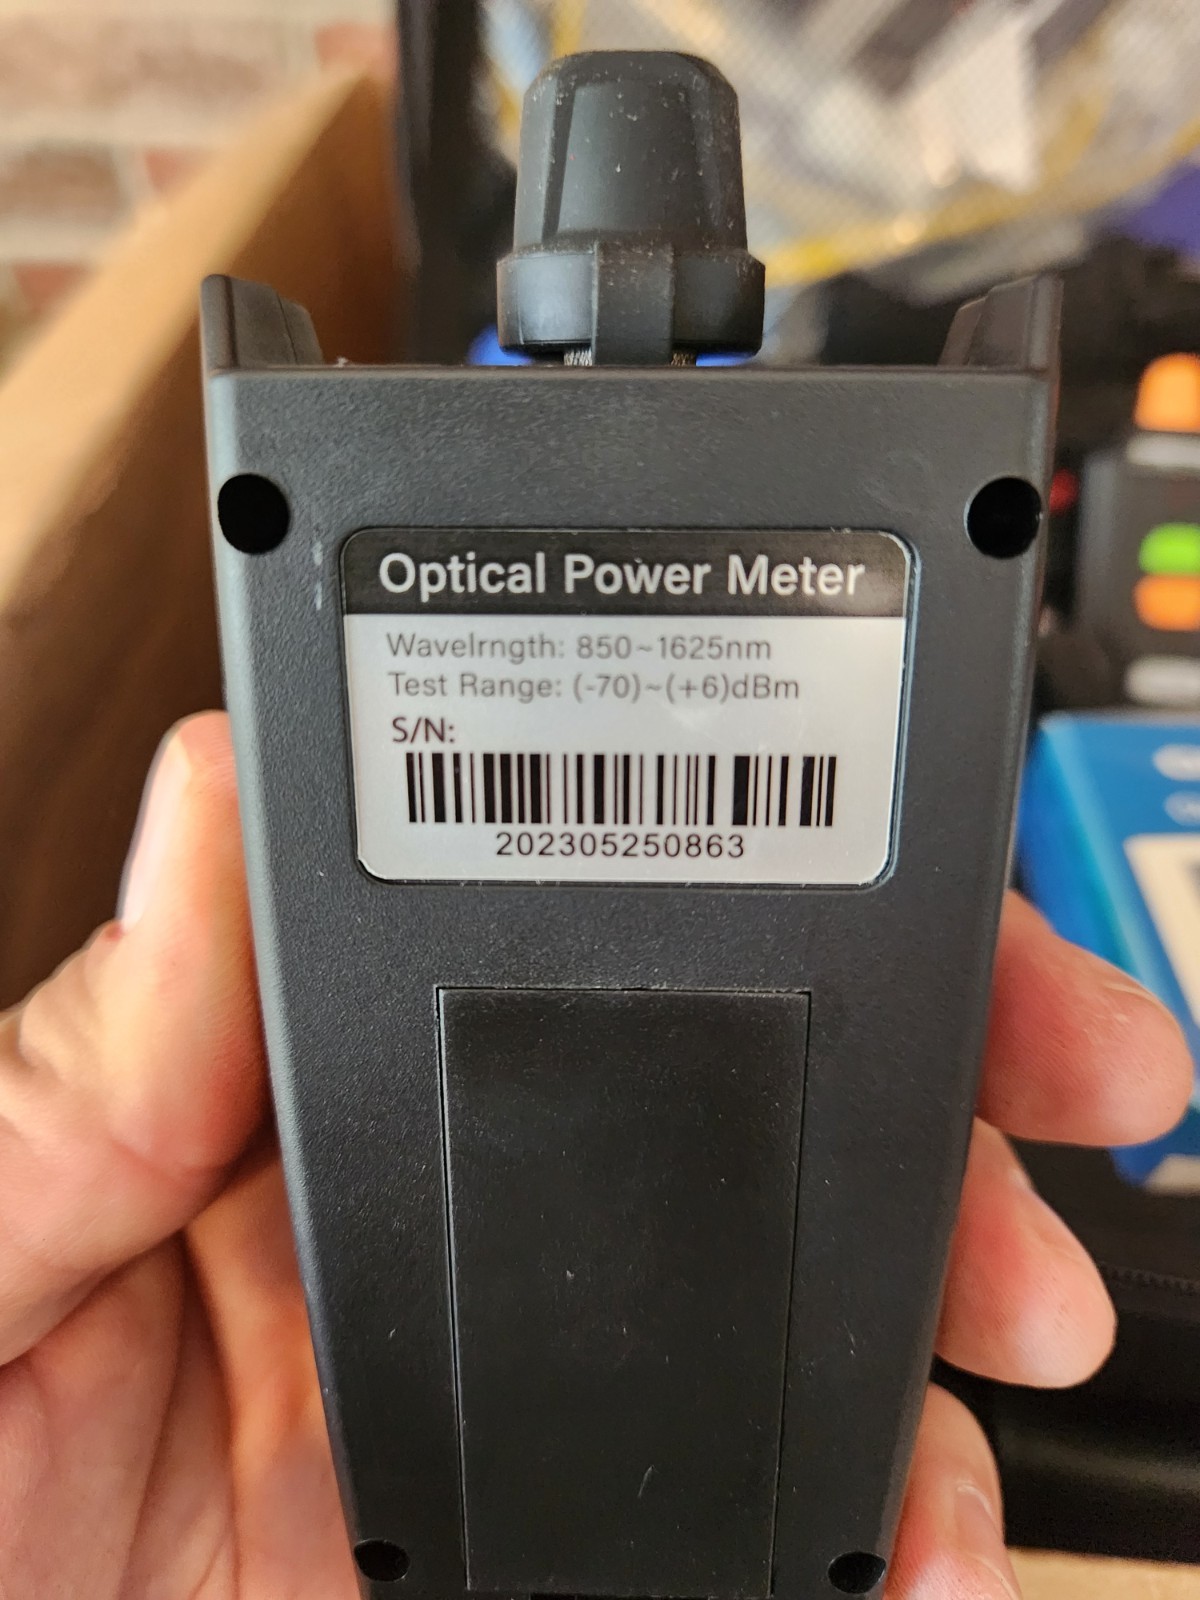 Optical Power Meter
Wavelrngth: 850~1625nm
Test Range: (-70)~(+6)dBm
S/N:
202305250863